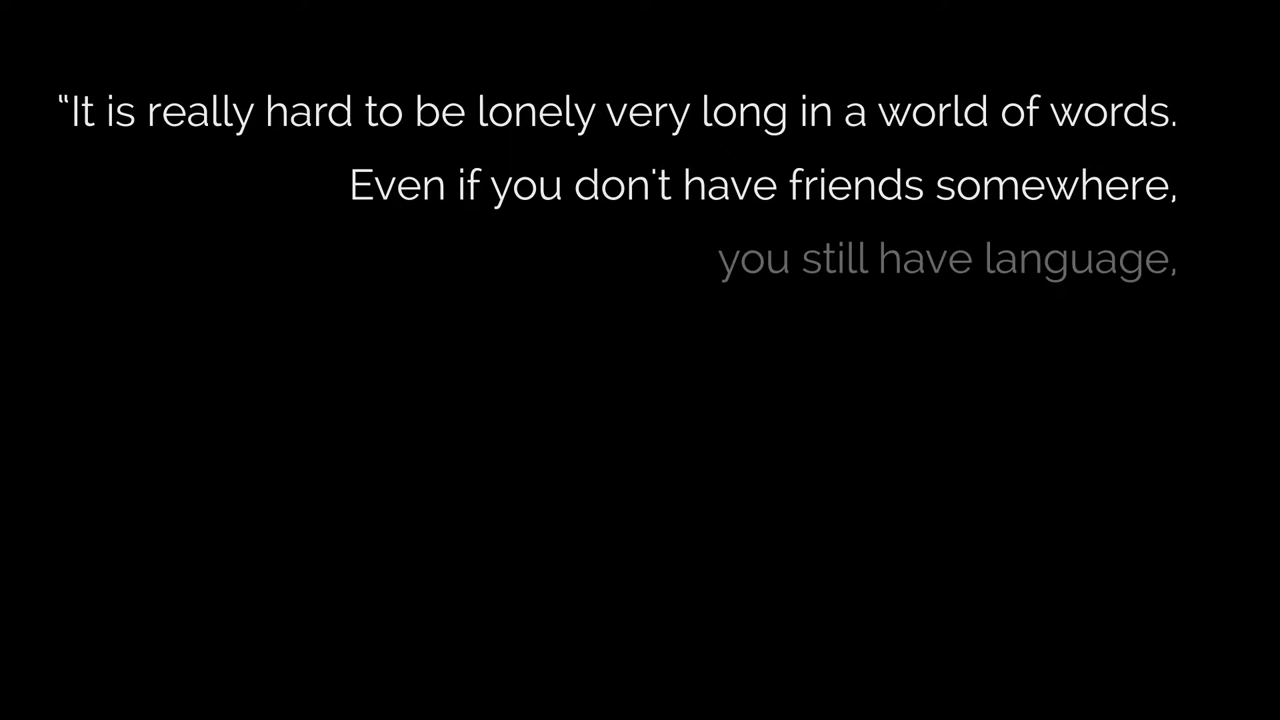 “It is really hard to be lonely very long in a world of words.
Even if you don't have friends somewhere,
you still have language,